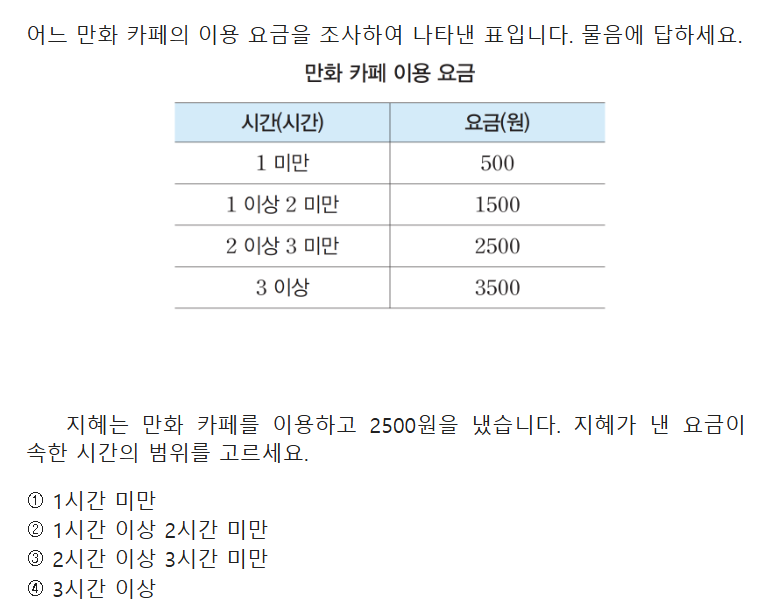 어느 만화 카페의 이용 요금을 조사하여 나타낸 표입니다. 물음에 답하세요.
만화 카페 이용 요금
시간(시간) 요금(원)
1 미만 500
1 이상 2 미만 1500
2 이상 3 미만 2500
3 이상 3500
지혜는 만화 카페를 이용하고 2500원을 냈습니다. 지혜가 낸 요금이
속한 시간의 범위를 고르세요.
① 1시간 미만
② 1시간 이상 2시간 미만
③ 2시간 이상 3시간 미만
④ 3시간 이상